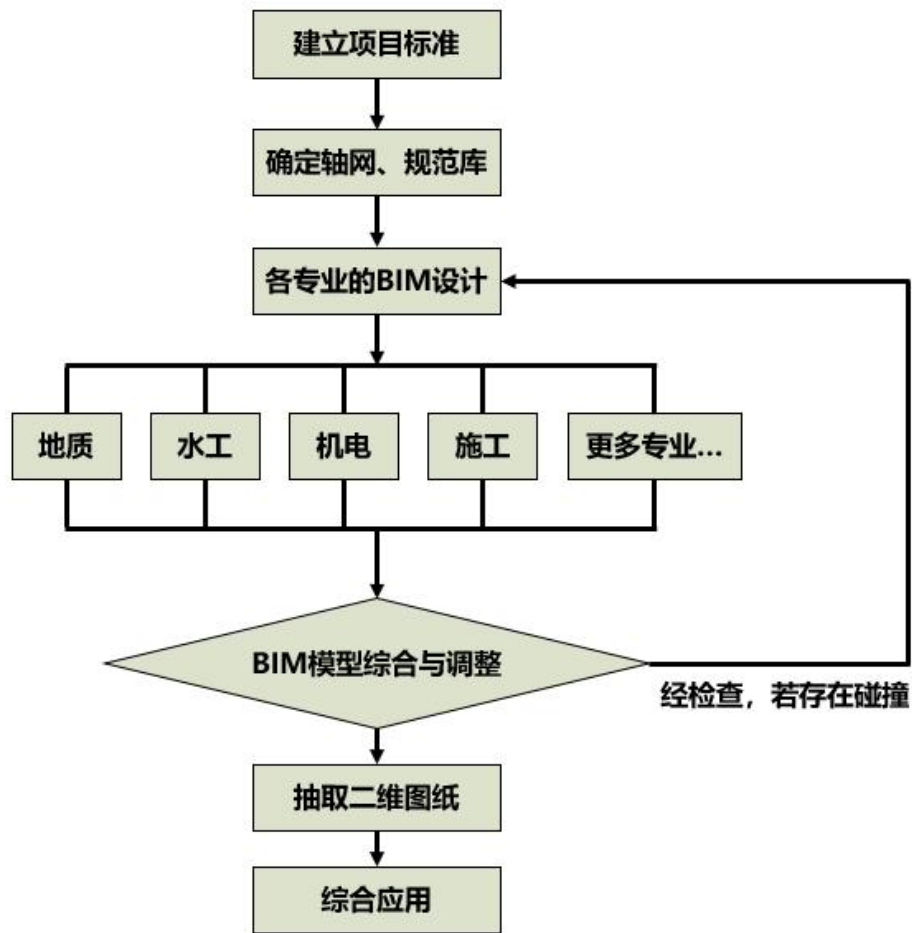 建立项目标准
确定轴网、规范库
各专业的BIM设计
地质
水工
机电
施工
更多专业...
BIM模型综合与调整
经检查，若存在碰撞
抽取二维图纸
综合应用